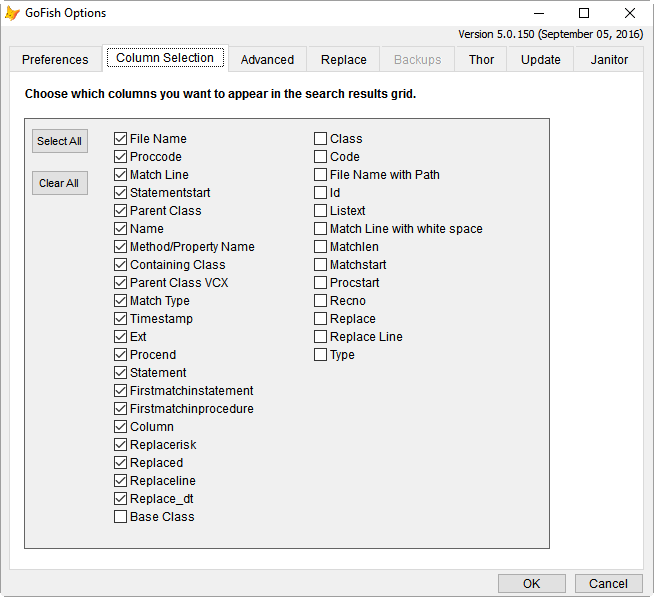 GoFish Options
Version 5.0.150 (September 05, 2016)
Preferences Column Selection Advanced Replace Backups Thor Update Janitor
Choose which columns you want to appear in the search results grid.
Select All
Clear All
File Name
Proccode
Match Line
Statementstart
Parent Class
Name
Method/Property Name
Containing Class
Parent Class VCX
Match Type
Timestamp
Ext
Procend
Statement
Firstmatchinstatement
Firstmatchinprocedure
Column
Replacerisk
Replaced
Replaceline
Replace_dt
Base Class
Class
Code
File Name with Path
Id
Listext
Match Line with white space
Matchlen
Matchstart
Procstart
Recno
Replace
Replace Line
Type
OK Cancel